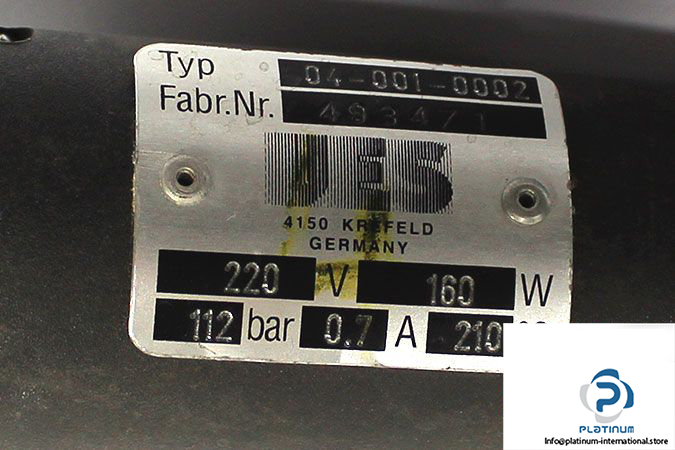 Typ 04-001-0002
Fabr.Nr. 4934/1
JES
4150 KREFELD
GERMANY
220 V 160 W
112 bar 0.7 A 210
PLATINUM
Info@platinum-international.store